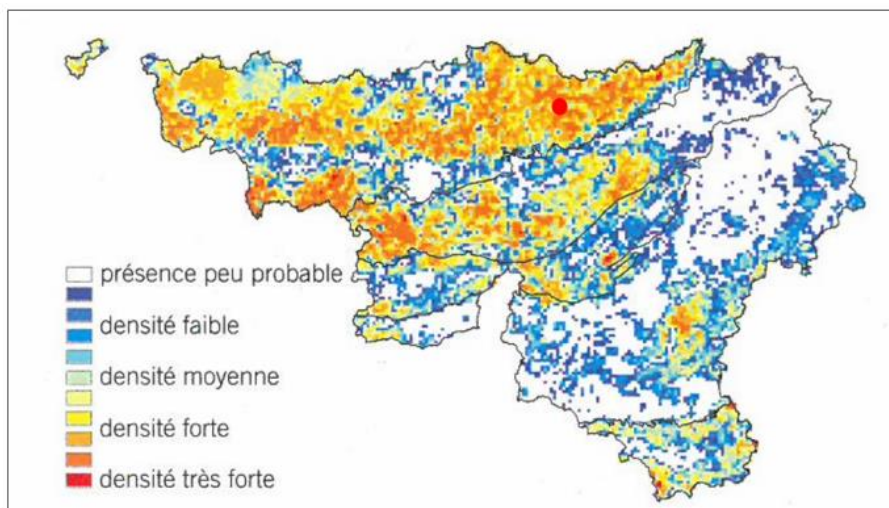 présence peu probable
densité faible
densité moyenne
densité forte
densité très forte